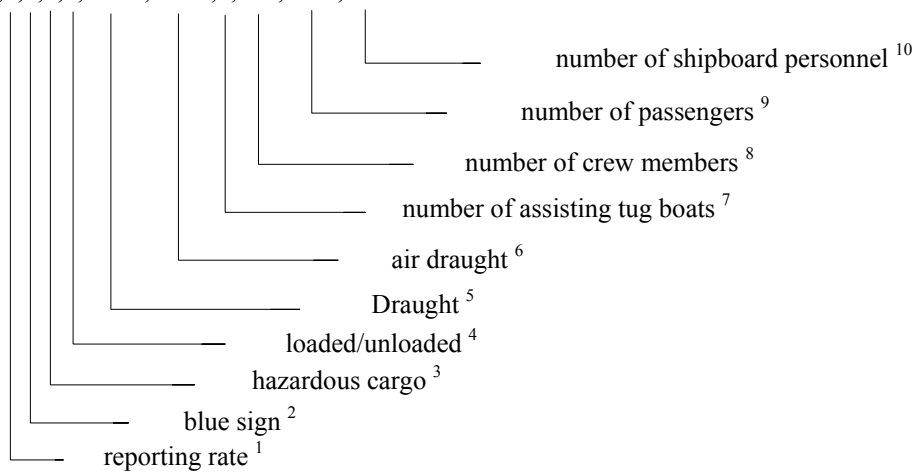 number of shipboard personnel 10
number of passengers 9
number of crew members 8
number of assisting tug boats 7
air draught 6
Draught 5
loaded/unloaded 4
hazardous cargo 3
blue sign 2
reporting rate 1